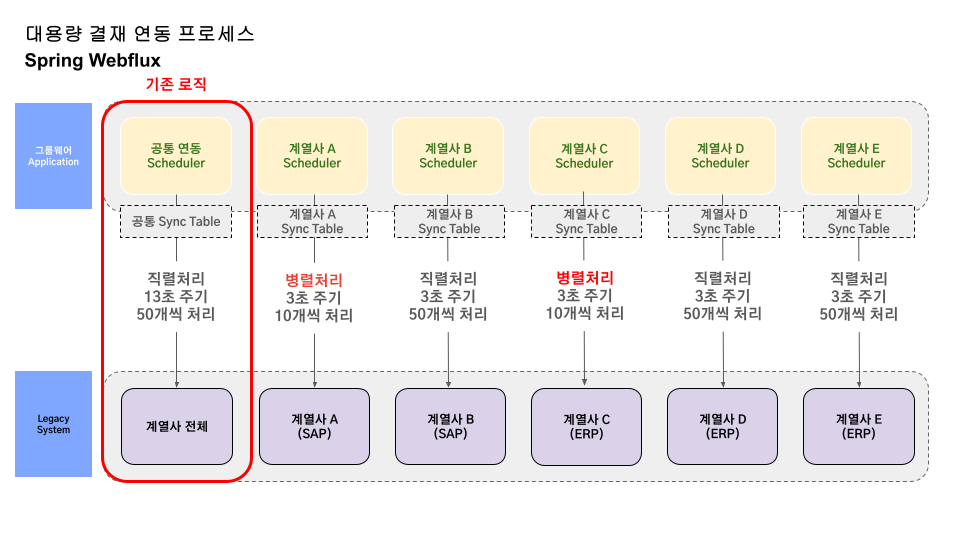 대용량 결재 연동 프로세스
Spring Webflux
기존 로직
그룹웨어
Application
공통 연동
Scheduler
계열사 A
Scheduler
계열사 B
Scheduler
계열사 C
Scheduler
계열사 D
Scheduler
계열사 E
Scheduler
공통 Sync Table
계열사 A
Sync Table
계열사 B
Sync Table
계열사 C
Sync Table
계열사 D
Sync Table
계열사 E
Sync Table
직렬처리
13초 주기
50개씩 처리
병렬처리
3초 주기
10개씩 처리
직렬처리
3초 주기
50개씩 처리
병렬처리
3초 주기
10개씩 처리
직렬처리
3초 주기
50개씩 처리
직렬처리
3초 주기
50개씩 처리
Legacy
System
계열사 전체
계열사 A
(SAP)
계열사 B
(SAP)
계열사 C
(ERP)
계열사 D
(ERP)
계열사 E
(ERP)